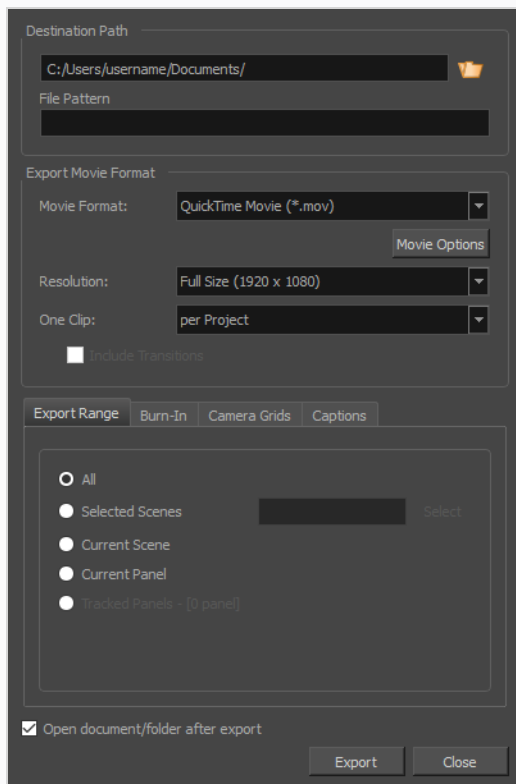 Destination Path
C:/Users/username/Documents/
File Pattern
Export Movie Format
Movie Format: QuickTime Movie (*.mov)
Movie Options
Resolution: Full Size (1920 x 1080)
One Clip: per Project
Include Transitions
Export Range Burn-In Camera Grids Captions
All
Selected Scenes Select
Current Scene
Current Panel
Tracked Panels - [0 panel]
Open document/folder after export
Export Close